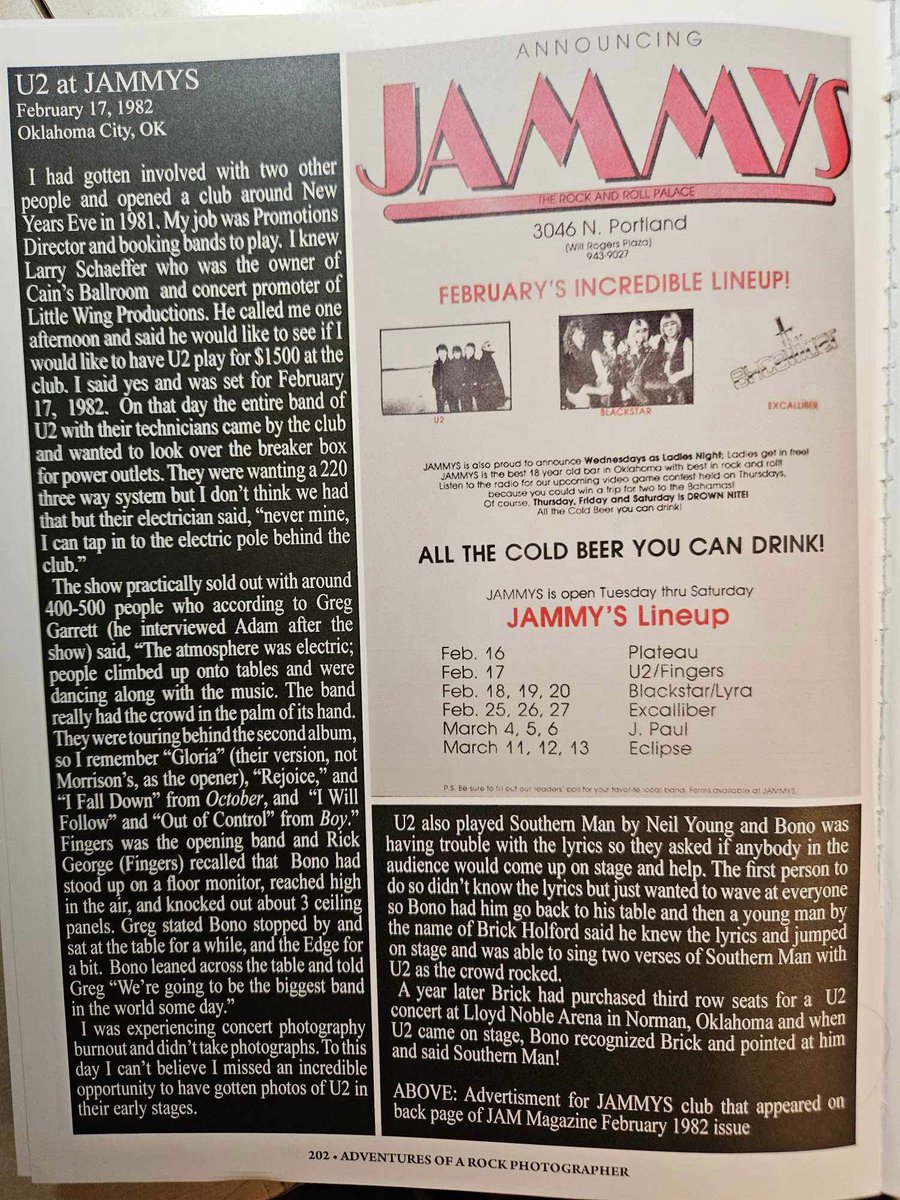 U2 at JAMMYS
February 17, 1982
Oklahoma City, OK
I had gotten involved with two other
people and opened a club around New
Years Eve in 1981. My job was Promotions
Director and booking bands to play. I knew
Larry Schaeffer who was the owner of
Cain's Ballroom and concert promoter of
Little Wing Productions. He called me one
afternoon and said he would like to see if I
would like to have U2 play for $1500 at the
club. I said yes and was set for February
17, 1982. On that day the entire band of
U2 with their technicians came by the club
and wanted to look over the breaker box
for power outlets. They were wanting a 220
three way system but I don't think we had
that but their electrician said, “never mine,
I can tap in to the electric pole behind the
club.”
The show practically sold out with around
400-500 people who according to Greg
Garrett (he interviewed Adam after the
show) said, “The atmosphere was electric;
people climbed up onto tables and were
dancing along with the music. The band
really had the crowd in the palm of its hand.
They were touring behind the second album,
so I remember “Gloria” (their version, not
Morrison's, as the opener), “Rejoice,” and
“I Fall Down” from October, and “I Will
Follow” and “Out of Control” from Boy.”
Fingers was the opening band and Rick
George (Fingers) recalled that Bono had
stood up on a floor monitor, reached high
in the air, and knocked out about 3 ceiling
panels. Greg stated Bono stopped by and
sat at the table for a while, and the Edge for
a bit. Bono leaned across the table and told
Greg “We're going to be the biggest band
in the world some day.”
I was experiencing concert photography
burnout and didn't take photographs. To this
day I can't believe I missed an incredible
opportunity to have gotten photos of U2 in
their early stages.
ANNOUNCING
JAMMYS
THE ROCK AND ROLL PALACE
3046 N. Portland
(Will Rogers Plaza)
943-9027
FEBRUARY'S INCREDIBLE LINEUP!
U2
BLACKSTAR
Excalliber
EXCALLIBER
JAMMYS is also proud to announce Wednesdays as Ladies Night; Ladies get in free!
JAMMYS is the best 18 year old bar in Oklahoma with best in rock and roll!
Listen to the radio for our upcoming video game contest held on Thursdays,
because you could win a trip for two to the Bahamas!
Of course, Thursday, Friday and Saturday is DROWN NITE!
All the Cold Beer you can drink!
ALL THE COLD BEER YOU CAN DRINK!
JAMMYS is open Tuesday thru Saturday
JAMMY'S Lineup
Feb. 16 Plateau
Feb. 17 U2/Fingers
Feb. 18, 19, 20 Blackstar/Lyra
Feb. 25, 26, 27 Excalliber
March 4, 5, 6 J. Paul
March 11, 12, 13 Eclipse
P.S. Be sure to fill out our readers' poll for your favorite local band. Forms available at JAMMYS.
U2 also played Southern Man by Neil Young and Bono was
having trouble with the lyrics so they asked if anybody in the
audience would come up on stage and help. The first person to
do so didn't know the lyrics but just wanted to wave at everyone
so Bono had him go back to his table and then a young man by
the name of Brick Holford said he knew the lyrics and jumped
on stage and was able to sing two verses of Southern Man with
U2 as the crowd rocked.
A year later Brick had purchased third row seats for a U2
concert at Lloyd Noble Arena in Norman, Oklahoma and when
U2 came on stage, Bono recognized Brick and pointed at him
and said Southern Man!
ABOVE: Advertisment for JAMMYS club that appeared on
back page of JAM Magazine February 1982 issue
202 • ADVENTURES OF A ROCK PHOTOGRAPHER